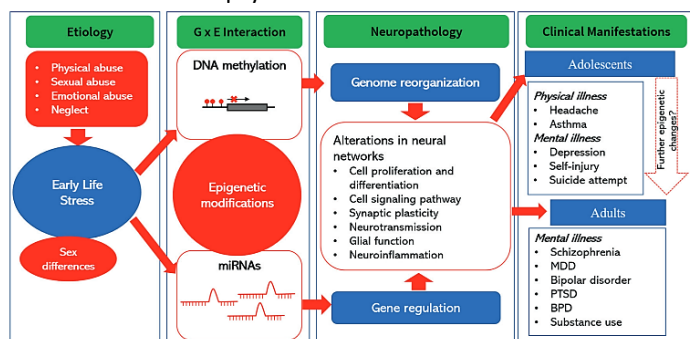 Etiology
Physical abuse
Sexual abuse
Emotional abuse
Neglect
Early Life
Stress
Sex
differences
G x E Interaction
DNA methylation
Epigenetic
modifications
miRNAs
Neuropathology
Genome reorganization
Alterations in neural
networks
Cell proliferation and
differentiation
Cell signaling pathway
Synaptic plasticity
Neurotransmission
Glial function
Neuroinflammation
Gene regulation
Clinical Manifestations
Adolescents
Physical illness
Headache
Asthma
Mental illness
Depression
Self-injury
Suicide attempt
Further epigenetic
changes?
Adults
Mental illness
Schizophrenia
MDD
Bipolar disorder
PTSD
BPD
Substance use